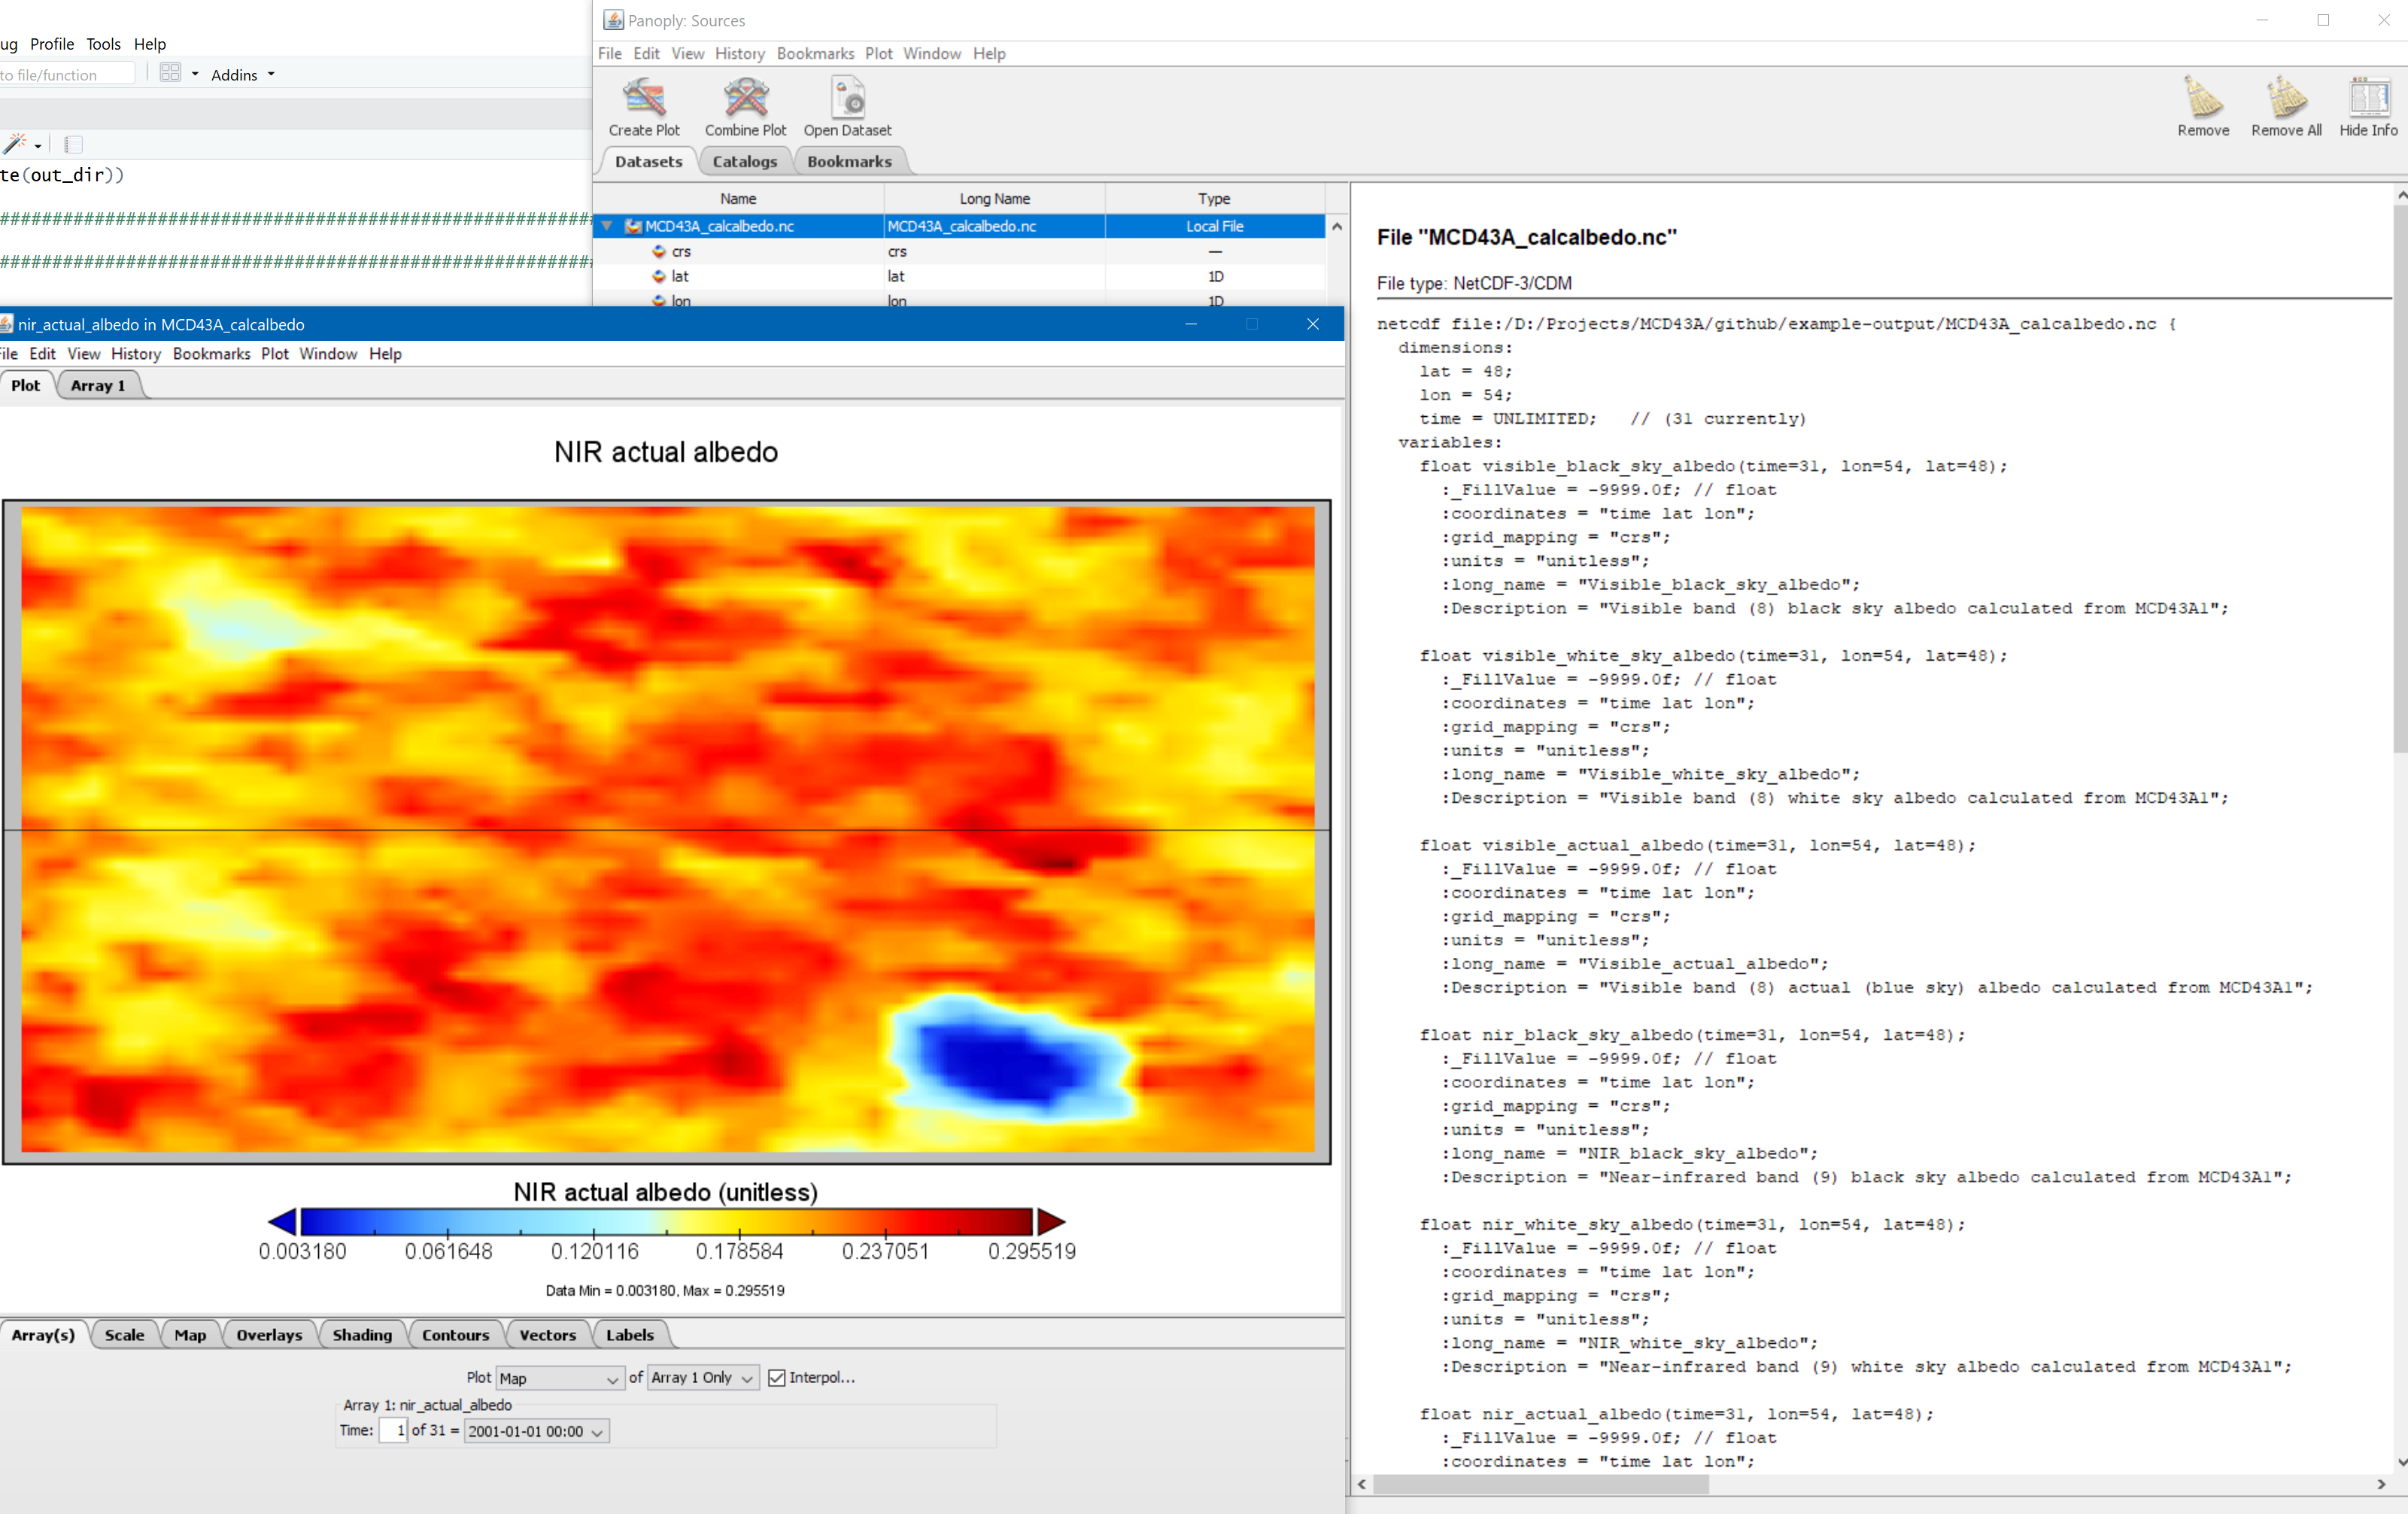 Panoply: Sources
ug Profile Tools Help
File Edit View History Bookmarks Plot Window Help
to file/function
Addins
Create Plot Combine Plot Open Dataset
Remove Remove All Hide Info
Datasets Catalogs Bookmarks
te(out_dir))
Name Long Name Type
MCD43A_calcalbedo.nc MCD43A_calcalbedo.nc Local File
crs crs —
lat lat 1D
lon lon 1D
nir_actual_albedo in MCD43A_calcalbedo
ile Edit View History Bookmarks Plot Window Help
Plot Array 1
NIR actual albedo
NIR actual albedo (unitless)
0.003180 0.061648 0.120116 0.178584 0.237051 0.295519
Data Min = 0.003180, Max = 0.295519
Array(s) Scale Map Overlays Shading Contours Vectors Labels
Plot Map of Array 1 Only Interpol...
Array 1: nir_actual_albedo
Time: 1 of 31 = 2001-01-01 00:00
File "MCD43A_calcalbedo.nc"
File type: NetCDF-3/CDM
netcdf file:/D:/Projects/MCD43A/github/example-output/MCD43A_calcalbedo.nc {
dimensions:
lat = 48;
lon = 54;
time = UNLIMITED; // (31 currently)
variables:
float visible_black_sky_albedo(time=31, lon=54, lat=48);
:_FillValue = -9999.0f; // float
:coordinates = "time lat lon";
:grid_mapping = "crs";
:units = "unitless";
:long_name = "Visible_black_sky_albedo";
:Description = "Visible band (8) black sky albedo calculated from MCD43A1";
float visible_white_sky_albedo(time=31, lon=54, lat=48);
:_FillValue = -9999.0f; // float
:coordinates = "time lat lon";
:grid_mapping = "crs";
:units = "unitless";
:long_name = "Visible_white_sky_albedo";
:Description = "Visible band (8) white sky albedo calculated from MCD43A1";
float visible_actual_albedo(time=31, lon=54, lat=48);
:_FillValue = -9999.0f; // float
:coordinates = "time lat lon";
:grid_mapping = "crs";
:units = "unitless";
:long_name = "Visible_actual_albedo";
:Description = "Visible band (8) actual (blue sky) albedo calculated from MCD43A1";
float nir_black_sky_albedo(time=31, lon=54, lat=48);
:_FillValue = -9999.0f; // float
:coordinates = "time lat lon";
:grid_mapping = "crs";
:units = "unitless";
:long_name = "NIR_black_sky_albedo";
:Description = "Near-infrared band (9) black sky albedo calculated from MCD43A1";
float nir_white_sky_albedo(time=31, lon=54, lat=48);
:_FillValue = -9999.0f; // float
:coordinates = "time lat lon";
:grid_mapping = "crs";
:units = "unitless";
:long_name = "NIR_white_sky_albedo";
:Description = "Near-infrared band (9) white sky albedo calculated from MCD43A1";
float nir_actual_albedo(time=31, lon=54, lat=48);
:_FillValue = -9999.0f; // float
:coordinates = "time lat lon";